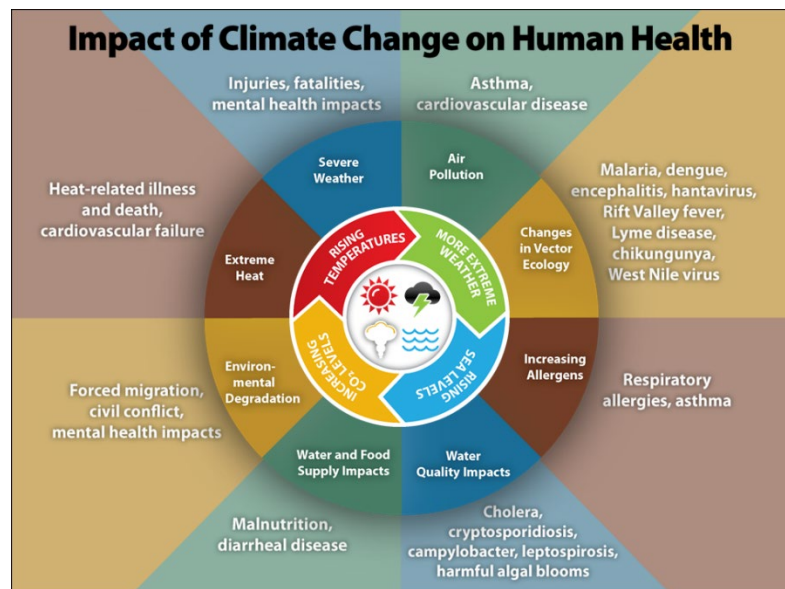 Impact of Climate Change on Human Health
Injuries, fatalities,
mental health impacts
Asthma,
cardiovascular disease
Severe
Weather
Air
Pollution
Heat-related illness
and death,
cardiovascular failure
Malaria, dengue,
encephalitis, hantavirus,
Rift Valley fever,
Lyme disease,
chikungunya,
West Nile virus
Extreme
Heat
Changes
in Vector
Ecology
RISING
TEMPERATURES
MORE EXTREME
WEATHER
RISING
SEA LEVELS
INCREASING
CO₂ LEVELS
Environ-
mental
Degradation
Increasing
Allergens
Forced migration,
civil conflict,
mental health impacts
Respiratory
allergies, asthma
Water and Food
Supply Impacts
Water
Quality Impacts
Malnutrition,
diarrheal disease
Cholera,
cryptosporidiosis,
campylobacter, leptospirosis,
harmful algal blooms